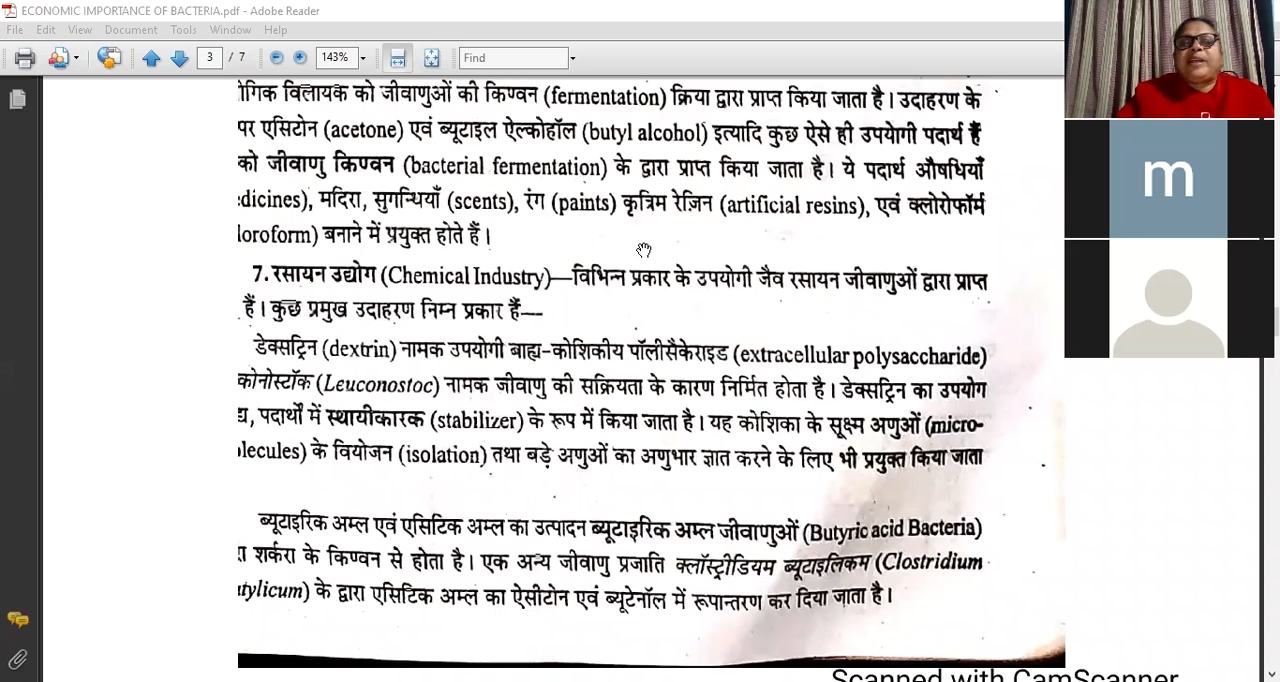 ECONOMIC IMPORTANCE OF BACTERIA.pdf - Adobe Reader
File Edit View Document Tools Window Help
3 / 7 143% Find
गिक विलायक को जीवाणुओं की किण्वन (fermentation) क्रिया द्वारा प्राप्त किया जाता है। उदाहरण के
पर एसिटोन (acetone) एवं ब्यूटाइल ऐल्कोहॉल (butyl alcohol) इत्यादि कुछ ऐसे ही उपयोगी पदार्थ हैं
को जीवाणु किण्वन (bacterial fermentation) के द्वारा प्राप्त किया जाता है। ये पदार्थ औषधियाँ
edicines), मदिरा, सुगन्धियाँ (scents), रंग (paints) कृत्रिम रेज़िन (artificial resins), एवं क्लोरोफॉर्म
loroform) बनाने में प्रयुक्त होते हैं।
7. रसायन उद्योग (Chemical Industry)—विभिन्न प्रकार के उपयोगी जैव रसायन जीवाणुओं द्वारा प्राप्त
हैं। कुछ प्रमुख उदाहरण निम्न प्रकार हैं—
डेक्सट्रिन (dextrin) नामक उपयोगी बाह्य-कोशिकीय पॉलीसैकेराइड (extracellular polysaccharide)
कोनोस्टॉक (Leuconostoc) नामक जीवाणु की सक्रियता के कारण निर्मित होता है। डेक्सट्रिन का उपयोग
द्य, पदार्थों में स्थायीकारक (stabilizer) के रूप में किया जाता है। यह कोशिका के सूक्ष्म अणुओं (micro-
lecules) के वियोजन (isolation) तथा बड़े अणुओं का अणुभार ज्ञात करने के लिए भी प्रयुक्त किया जाता
ब्यूटाइरिक अम्ल एवं एसिटिक अम्ल का उत्पादन ब्यूटाइरिक अम्ल जीवाणुओं (Butyric acid Bacteria)
रा शर्करा के किण्वन से होता है। एक अन्य जीवाणु प्रजाति क्लॉस्ट्रीडियम ब्यूटाइलिकम (Clostridium
utylicum) के द्वारा एसिटिक अम्ल का ऐसीटोन एवं ब्यूटेनॉल में रूपान्तरण कर दिया जाता है।
Scanned with CamScanner
m